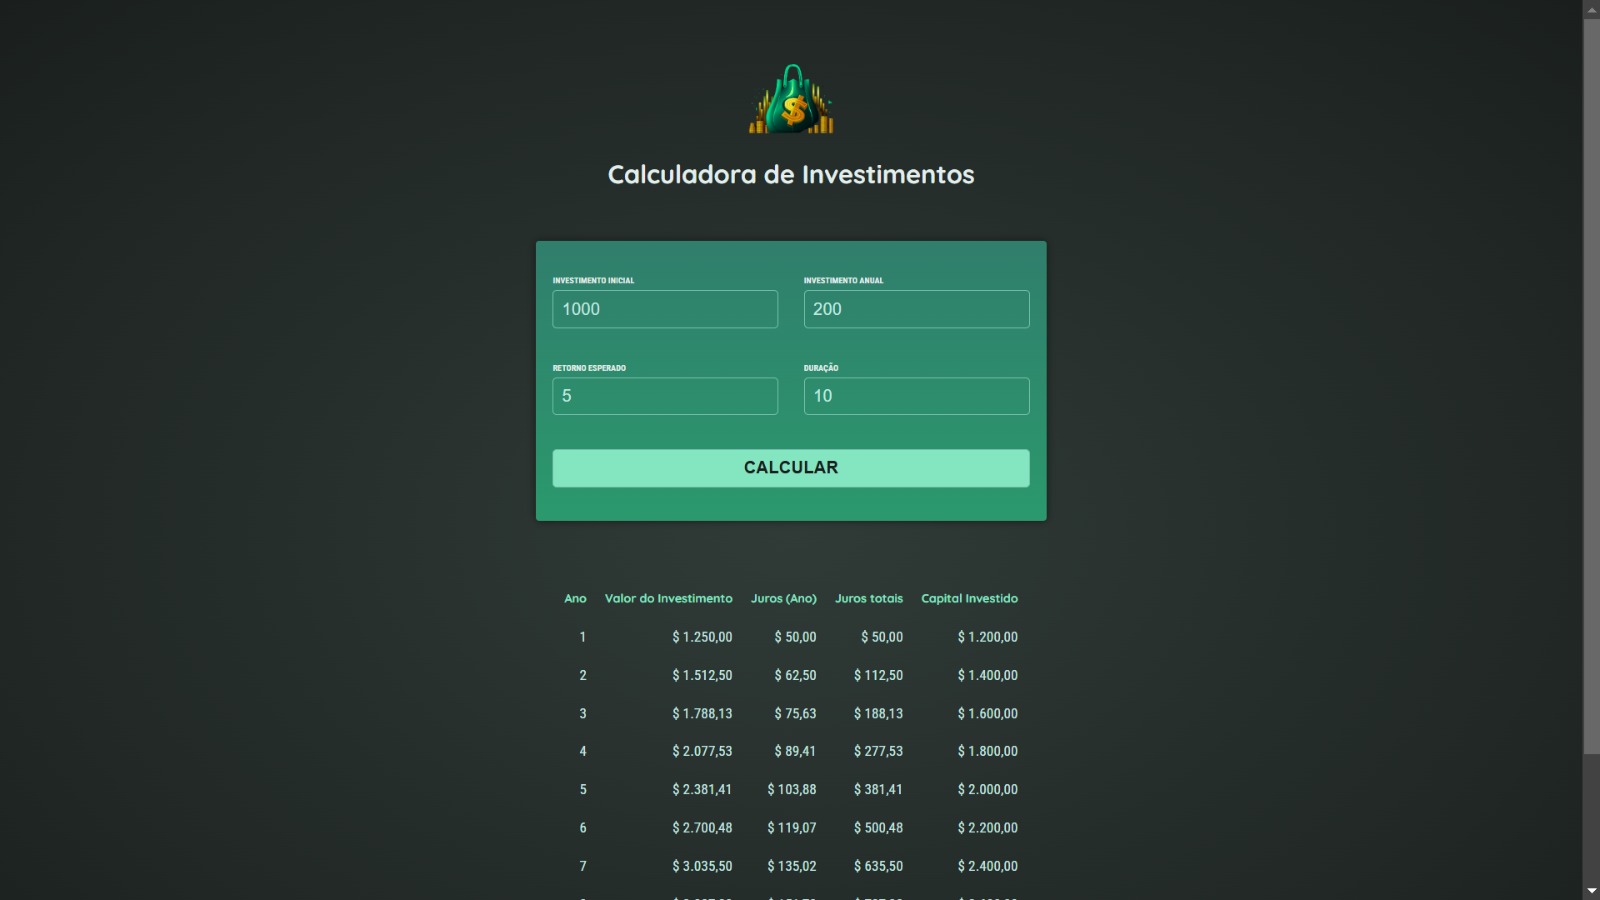 $
Calculadora de Investimentos
INVESTIMENTO INICIAL INVESTIMENTO ANUAL
1000 200
RETORNO ESPERADO DURAÇÃO
5 10
CALCULAR
Ano Valor do Investimento Juros (Ano) Juros totais Capital Investido
1 $ 1.250,00 $ 50,00 $ 50,00 $ 1.200,00
2 $ 1.512,50 $ 62,50 $ 112,50 $ 1.400,00
3 $ 1.788,13 $ 75,63 $ 188,13 $ 1.600,00
4 $ 2.077,53 $ 89,41 $ 277,53 $ 1.800,00
5 $ 2.381,41 $ 103,88 $ 381,41 $ 2.000,00
6 $ 2.700,48 $ 119,07 $ 500,48 $ 2.200,00
7 $ 3.035,50 $ 135,02 $ 635,50 $ 2.400,00